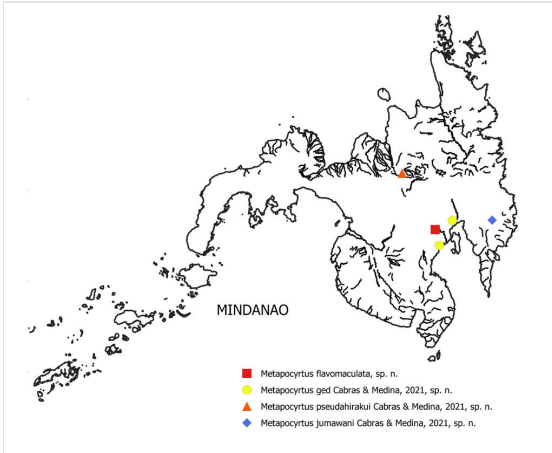 MINDANAO
Metapocyrtus flavomaculata, sp. n.
Metapocyrtus ged Cabras & Medina, 2021, sp. n.
Metapocyrtus pseudahirakui Cabras & Medina, 2021, sp. n.
Metapocyrtus jumawani Cabras & Medina, 2021, sp. n.